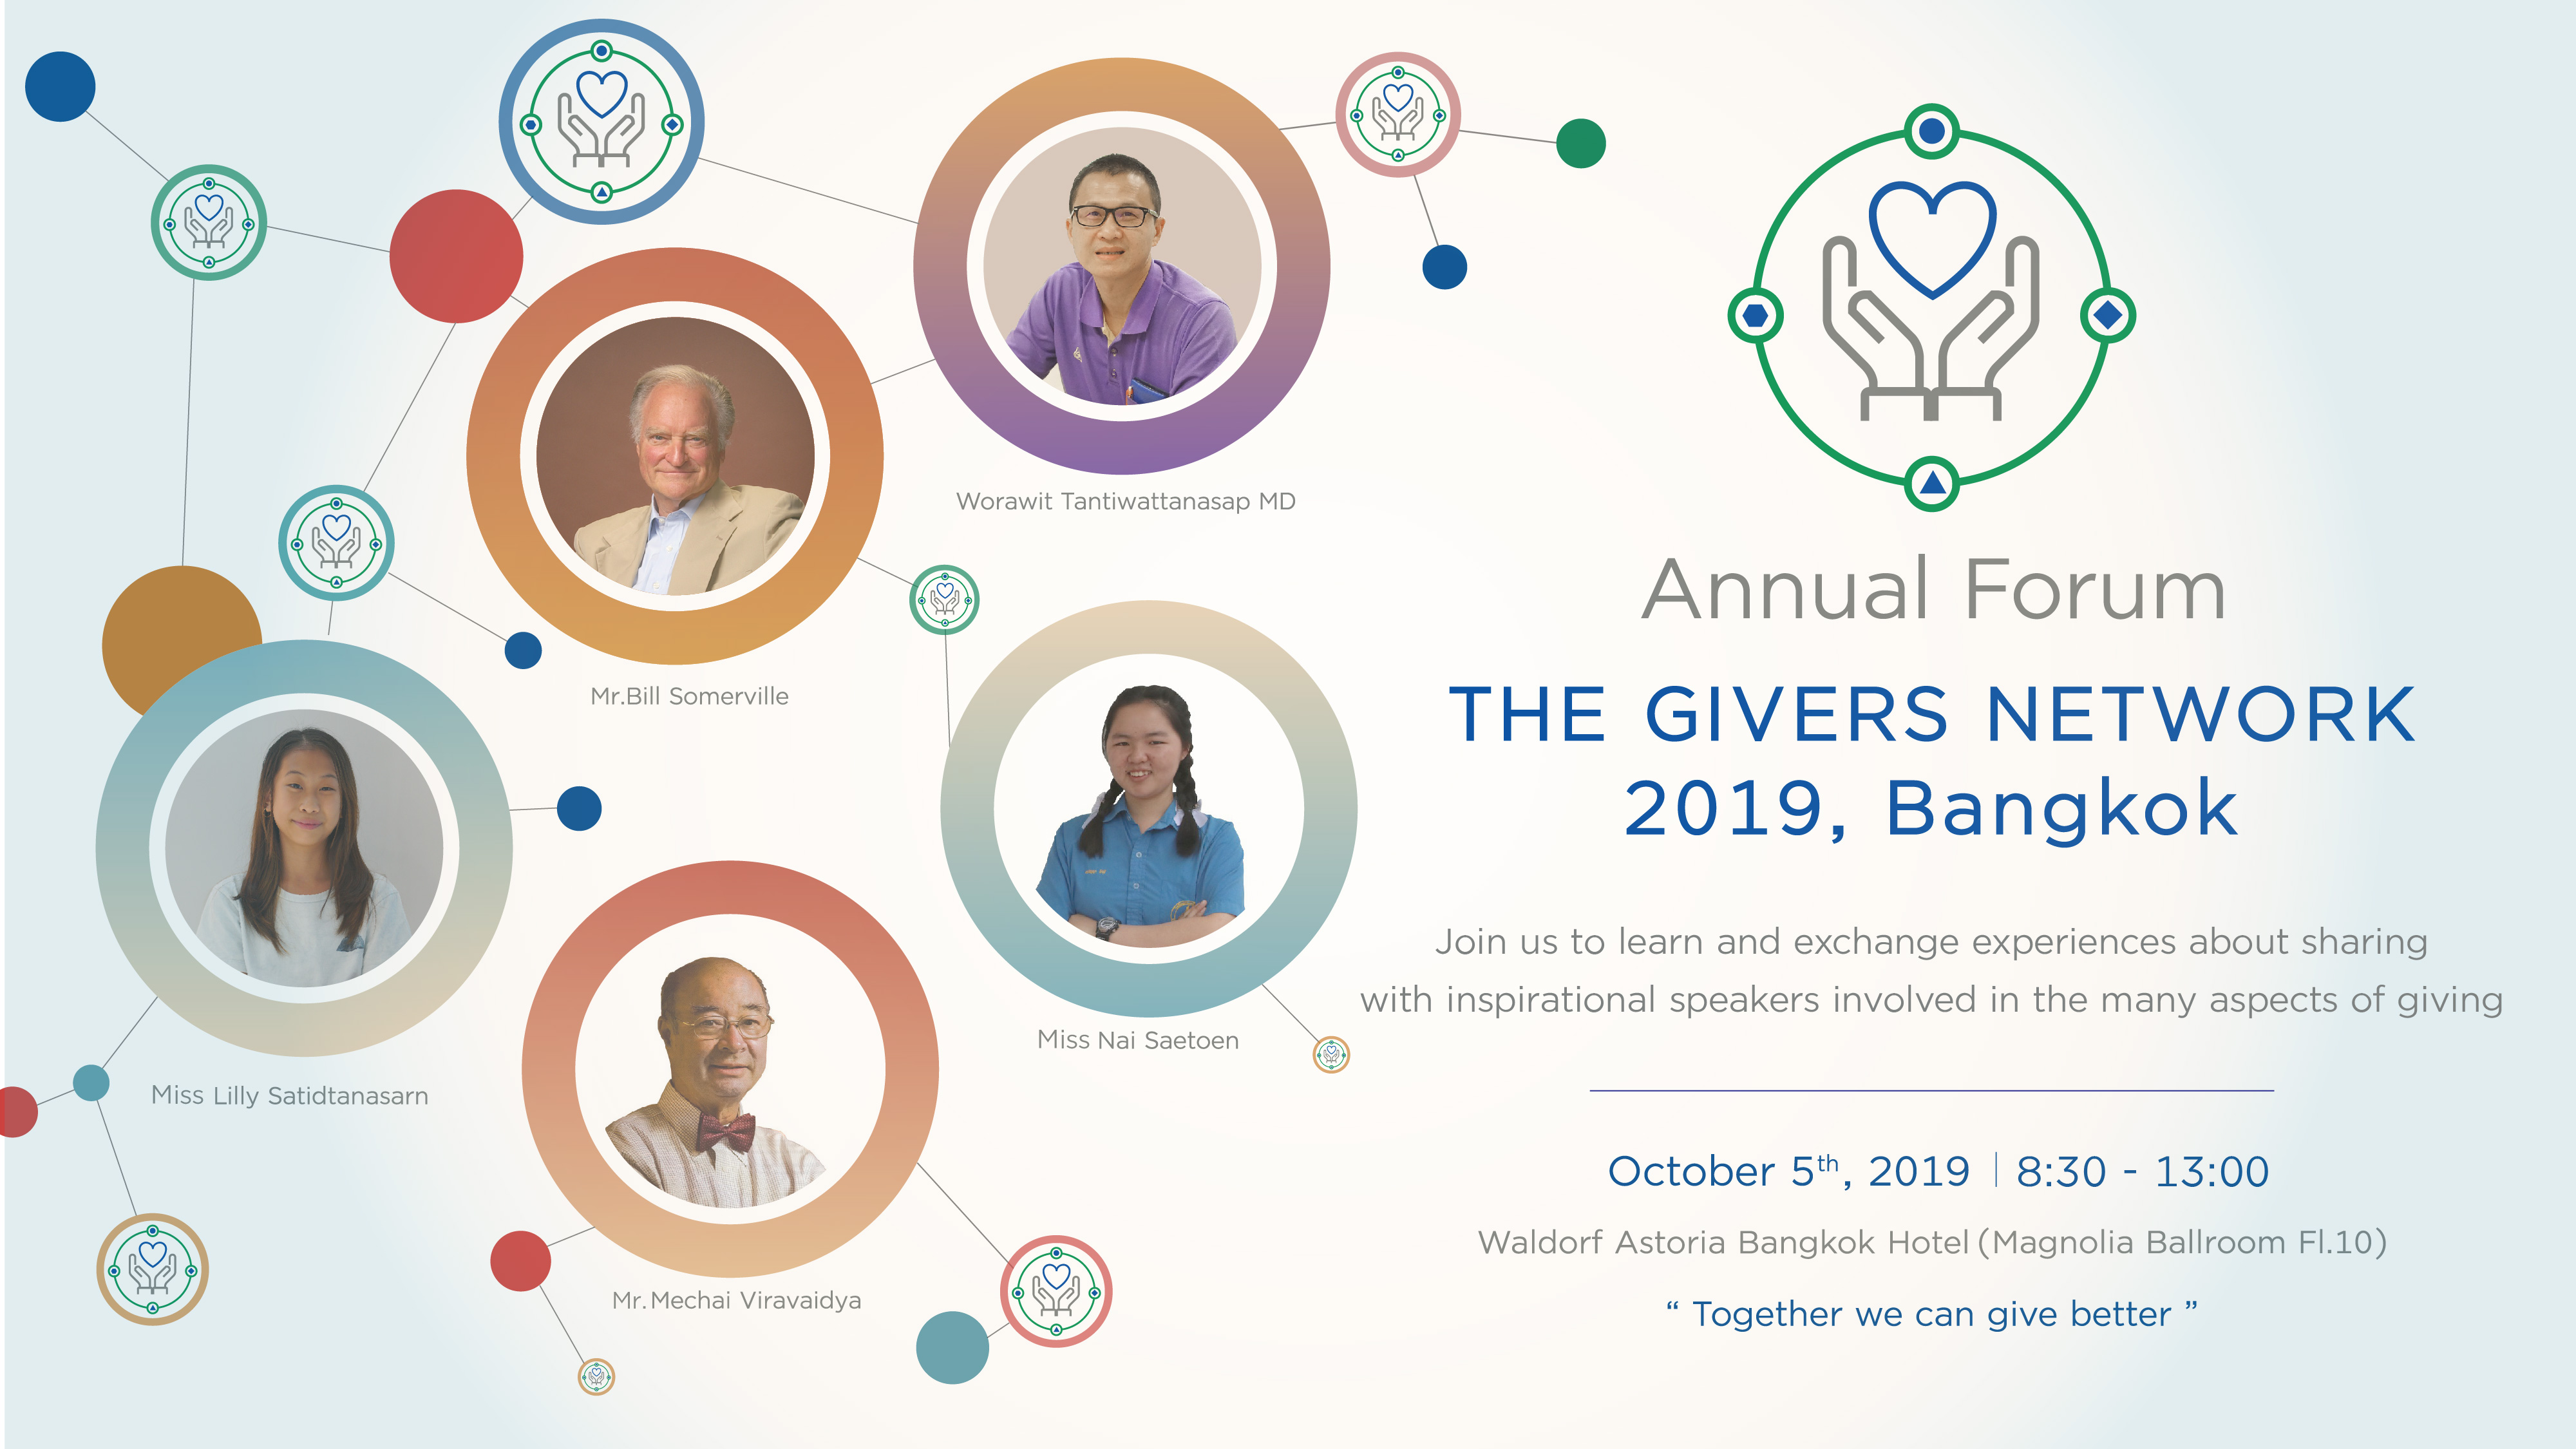 Worawit Tantiwattanasap MD
Mr.Bill Somerville
Miss Nai Saetoen
Miss Lilly Satidtanasarn
Mr.Mechai Viravaidya
Annual Forum
THE GIVERS NETWORK
2019, Bangkok
Join us to learn and exchange experiences about sharing
with inspirational speakers involved in the many aspects of giving
October 5th, 2019 | 8:30 - 13:00
Waldorf Astoria Bangkok Hotel (Magnolia Ballroom Fl.10)
“ Together we can give better ”